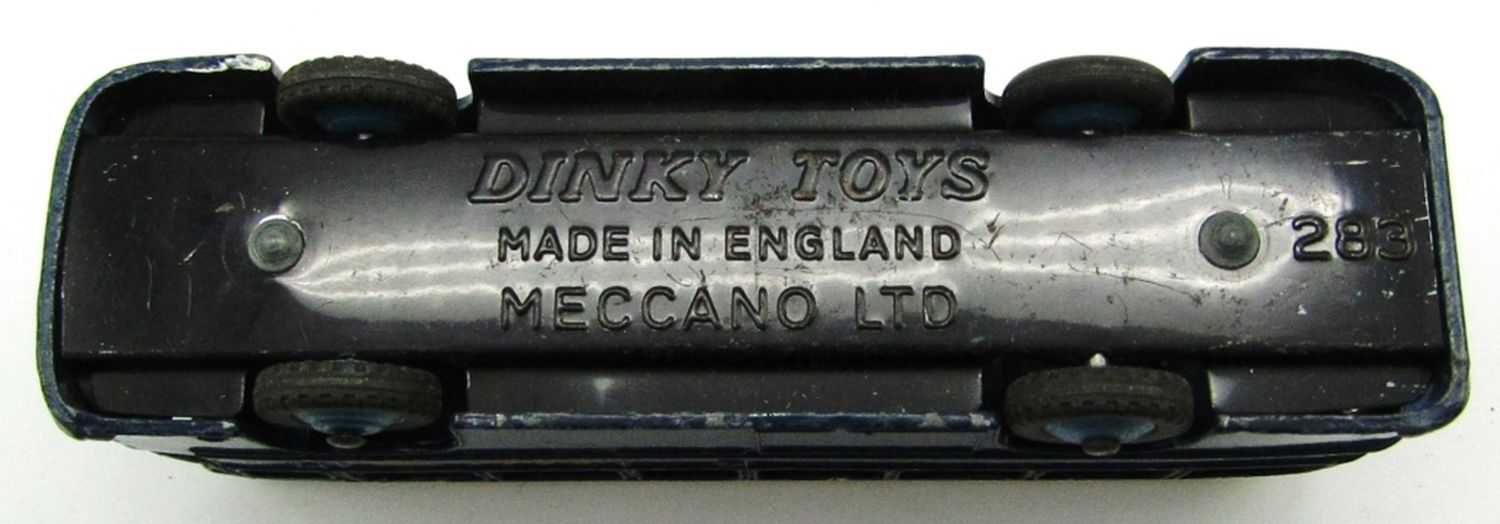 DINKY TOYS
MADE IN ENGLAND
MECCANO LTD
283